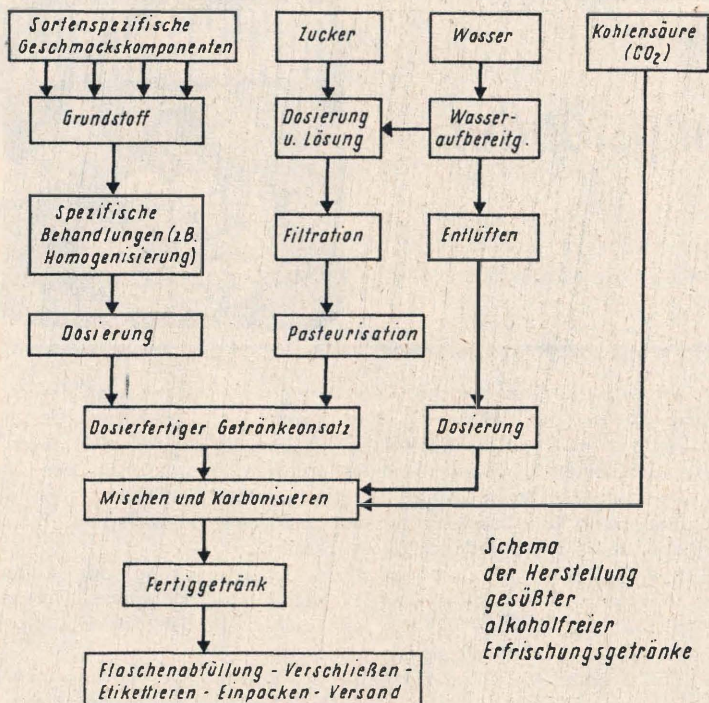 Sortenspezifische
Geschmackskomponenten
Zucker
Wasser
Kohlensäure
(CO₂)
Grundstoff
Dosierung
u. Lösung
Wasser-
aufbereitg.
Spezifische
Behandlungen (z.B.
Homogenisierung)
Filtration
Entlüften
Dosierung
Pasteurisation
Dosierfertiger Getränkeansatz
Dosierung
Mischen und Karbonisieren
Fertiggetränk
Schema
der Herstellung
gesüßter
alkoholfreier
Erfrischungsgetränke
Flaschenabfüllung - Verschließen -
Etikettieren - Einpacken - Versand